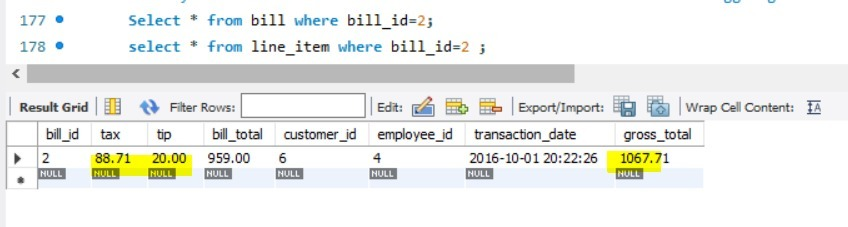 177 Select * from bill where bill_id=2;
178 select * from line_item where bill_id=2 ;
Result Grid Filter Rows: Edit: Export/Import: Wrap Cell Content: IA
bill_id tax tip bill_total customer_id employee_id transaction_date gross_total
2 88.71 20.00 959.00 6 4 2016-10-01 20:22:26 1067.71
NULL NULL NULL NULL NULL NULL NULL NULL